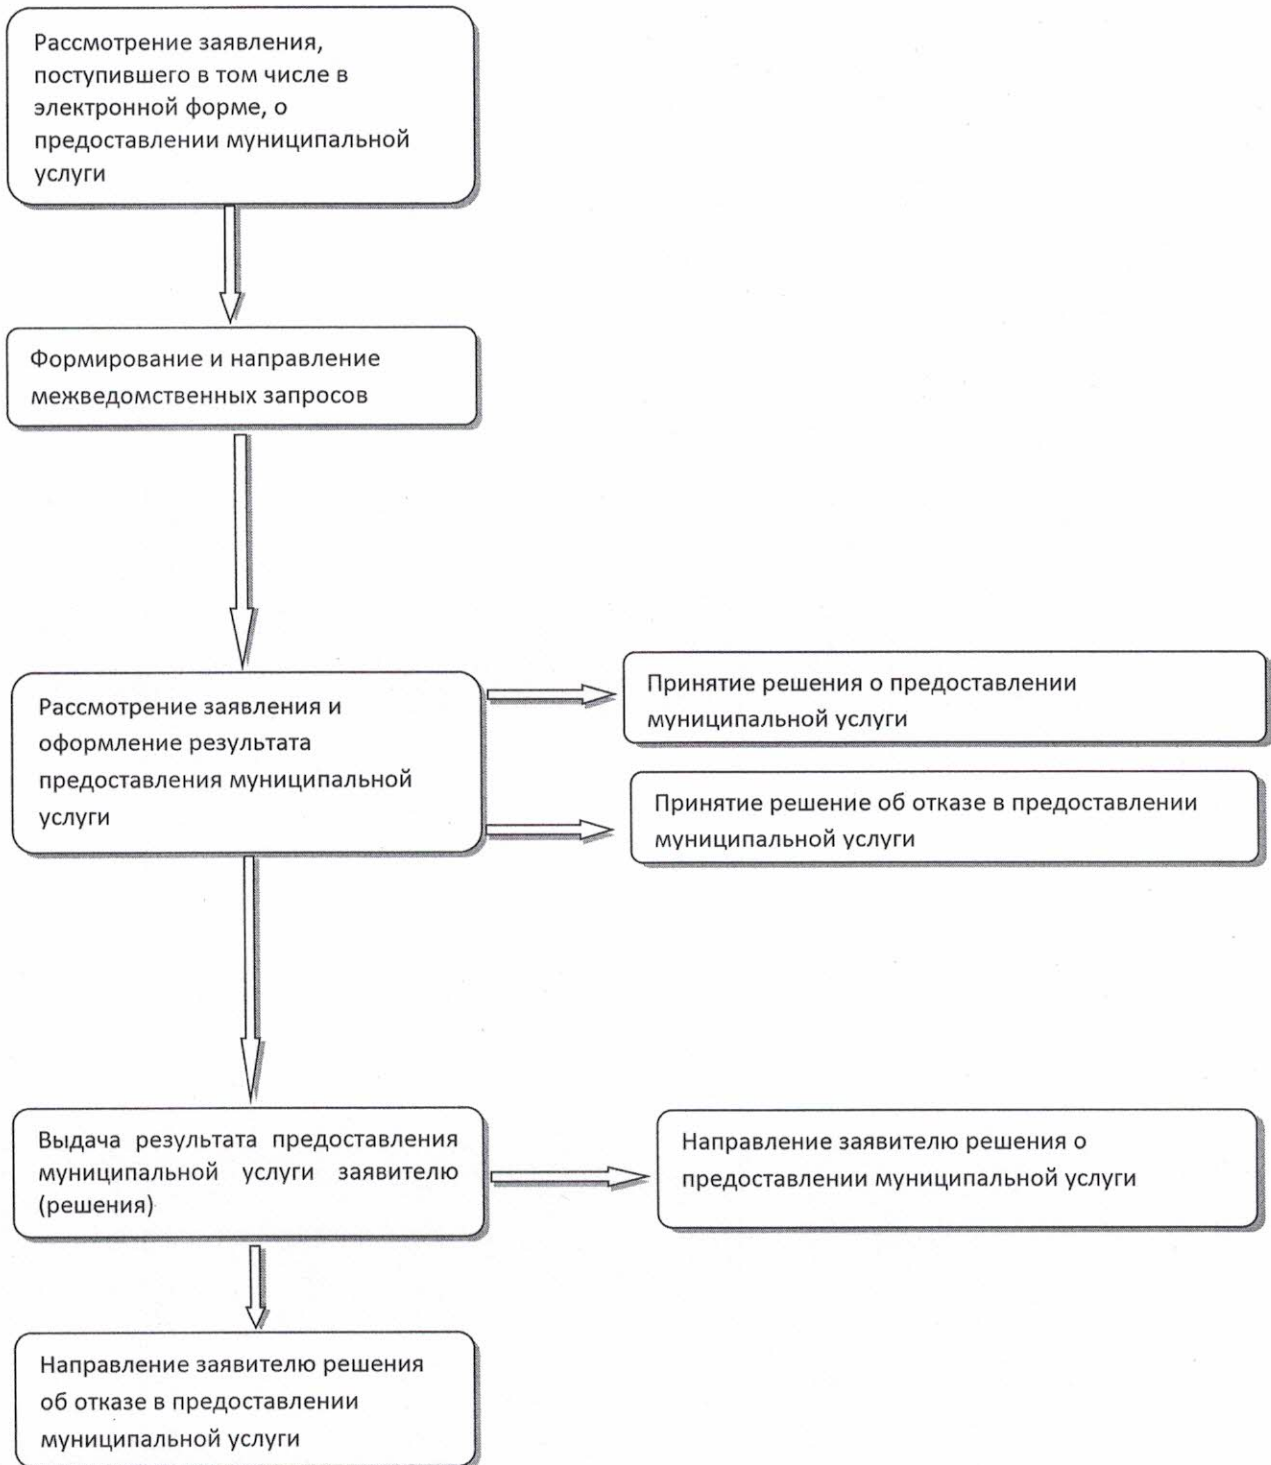 Рассмотрение заявления,
поступившего в том числе в
электронной форме, о
предоставлении муниципальной
услуги
Формирование и направление
межведомственных запросов
Рассмотрение заявления и
оформление результата
предоставления муниципальной
услуги
Принятие решения о предоставлении
муниципальной услуги
Принятие решение об отказе в предоставлении
муниципальной услуги
Выдача результата предоставления
муниципальной услуги заявителю
(решения)
Направление заявителю решения о
предоставлении муниципальной услуги
Направление заявителю решения
об отказе в предоставлении
муниципальной услуги